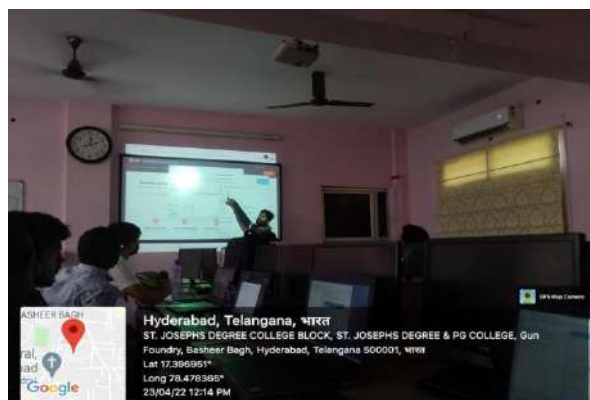 GPS Map Camera
ASHEER BAGH
Google
Hyderabad, Telangana, भारत
ST. JOSEPHS DEGREE COLLEGE BLOCK, ST. JOSEPHS DEGREE & PG COLLEGE, Gun
Foundry, Basheer Bagh, Hyderabad, Telangana 500001, भारत
Lat 17.396951°
Long 78.478365°
23/04/22 12:14 PM